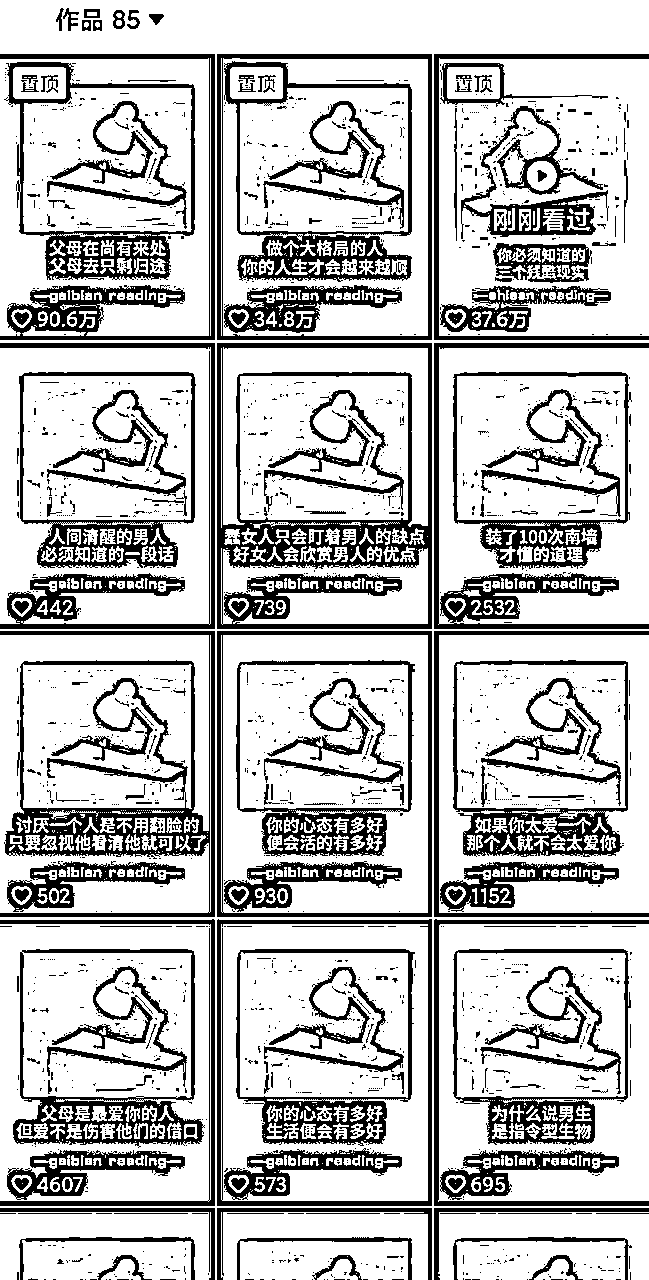 作品 85
置顶
置顶
置顶
刚刚看过
父母在尚有来处
父母去只剩归途
做个大格局的人
你的人生才会越来越顺
你必须知道的
三个残酷现实
gaibian reading
gaibian reading
90.6万
34.8万
37.6万
人间清醒的男人
必须知道的一段话
蠢女人只会盯着男人的缺点
好女人会欣赏男人的优点
装了100次南墙
才懂的道理
gaibian reading
gaibian reading
gaibian reading
442
739
2532
讨厌一个人是不用翻脸的
只要忽视他看清他就可以了
你的心态有多好
便会活的有多好
如果你太爱一个人
那个人就不会太爱你
gaibian reading
gaibian reading
gaibian reading
502
930
1152
父母是最爱你的人
但爱不是伤害他们的借口
你的心态有多好
生活便会有多好
为什么说男生
是指令型生物
gaibian reading
gaibian reading
gaibian reading
4607
573
695